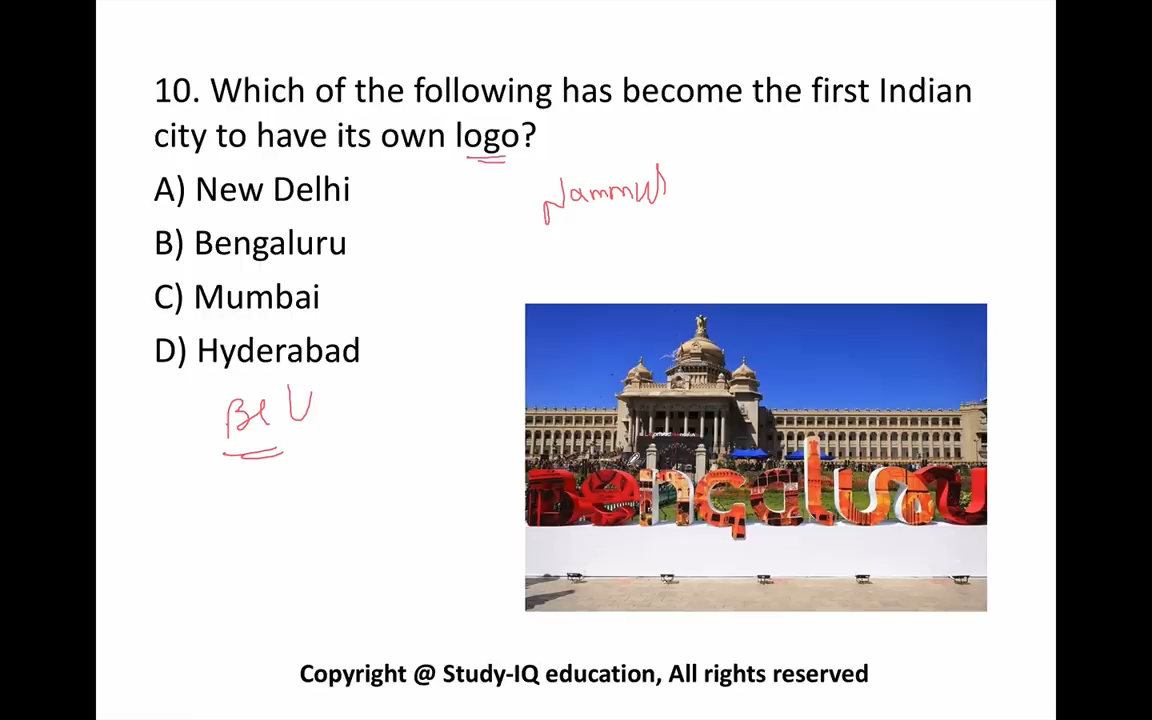 10. Which of the following has become the first Indian
city to have its own logo?
A) New Delhi
B) Bengaluru
C) Mumbai
D) Hyderabad
Be U
Bengaluru
Copyright @ Study-IQ education, All rights reserved